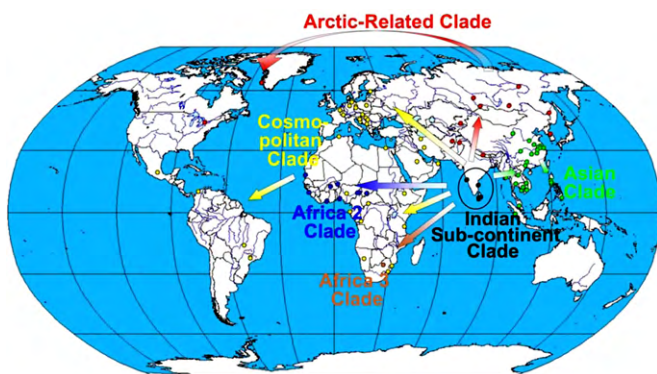 Arctic-Related Clade
Cosmo-
politan
Clade
Asian
Clade
Africa 2
Clade
Indian
Sub-continent
Clade
Africa 3
Clade